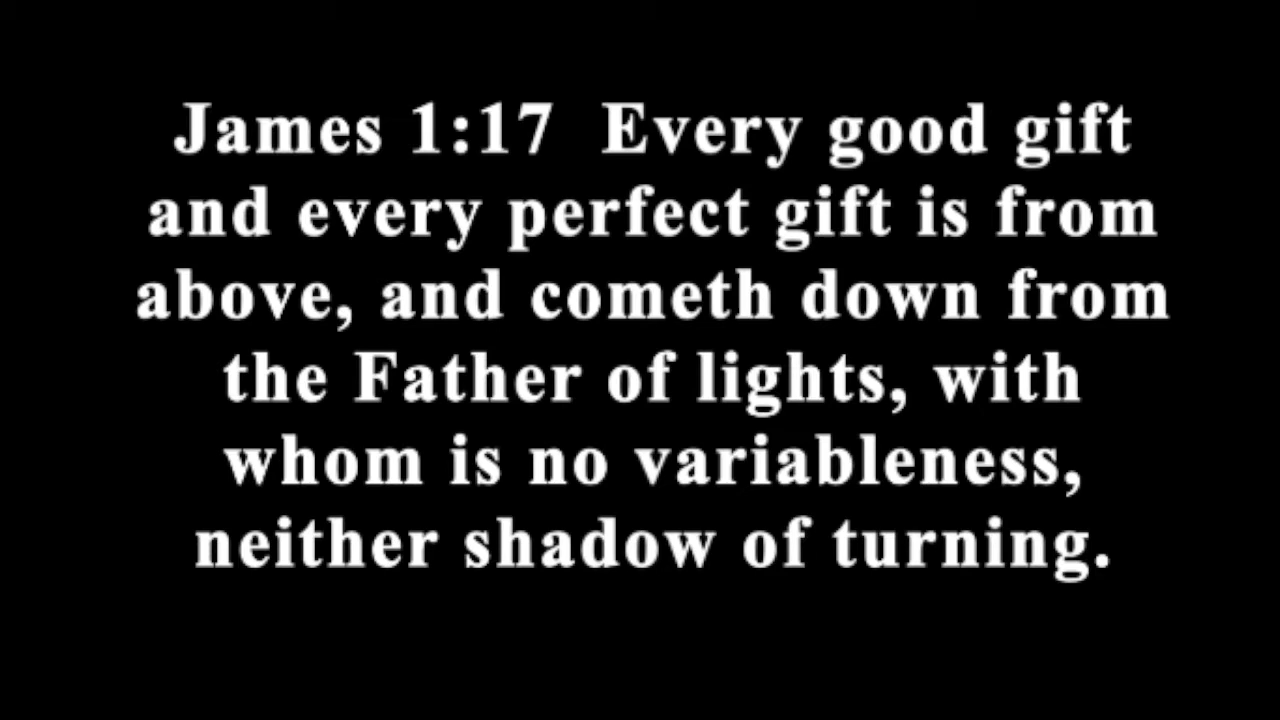 James 1:17  Every good gift
and every perfect gift is from
above, and cometh down from
the Father of lights, with
whom is no variableness,
neither shadow of turning.